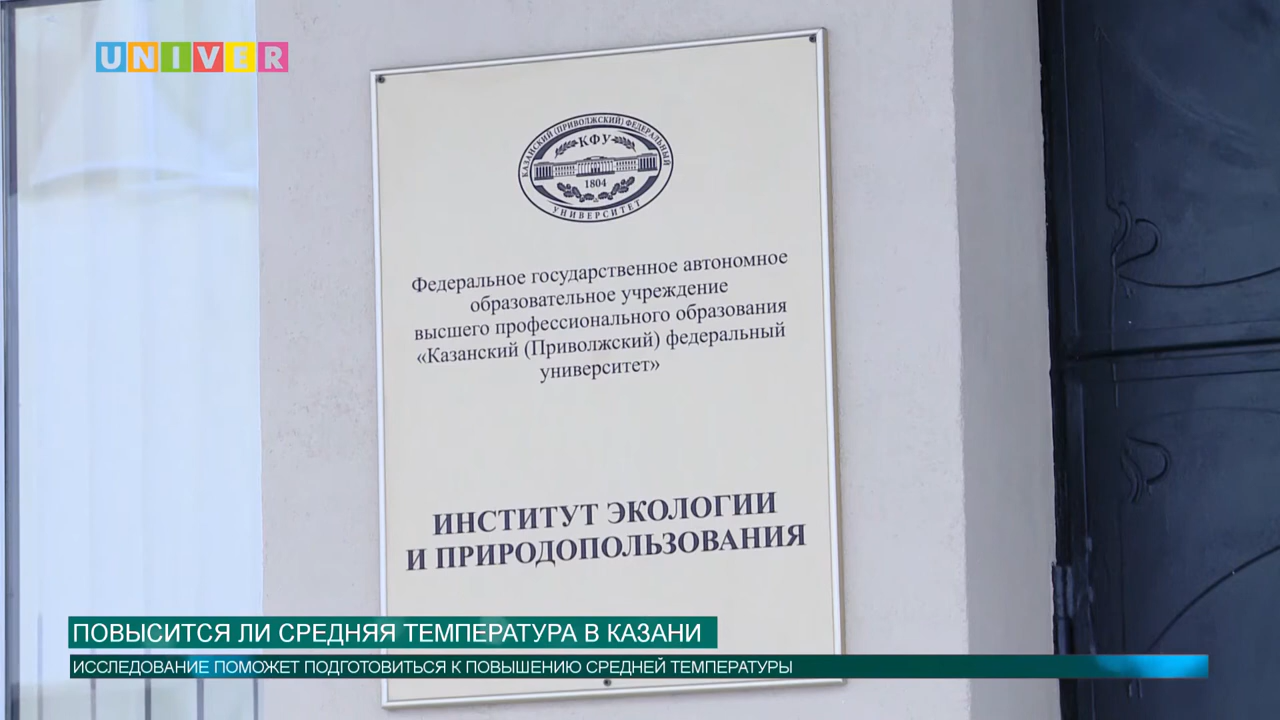 UNIVER
КАЗАНСКИЙ (ПРИВОЛЖСКИЙ) ФЕДЕРАЛЬНЫЙ
КФУ
1804
УНИВЕРСИТЕТ
Федеральное государственное автономное
образовательное учреждение
высшего профессионального образования
«Казанский (Приволжский) федеральный
университет»
ИНСТИТУТ ЭКОЛОГИИ
И ПРИРОДОПОЛЬЗОВАНИЯ
ПОВЫСИТСЯ ЛИ СРЕДНЯЯ ТЕМПЕРАТУРА В КАЗАНИ
ИССЛЕДОВАНИЕ ПОМОЖЕТ ПОДГОТОВИТЬСЯ К ПОВЫШЕНИЮ СРЕДНЕЙ ТЕМПЕРАТУРЫ